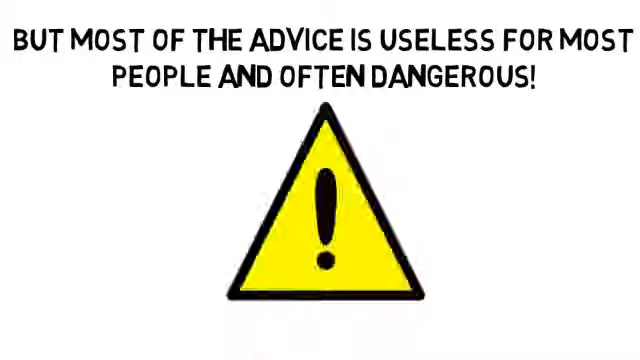 BUT MOST OF THE ADVICE IS USELESS FOR MOST
PEOPLE AND OFTEN DANGEROUS!
!